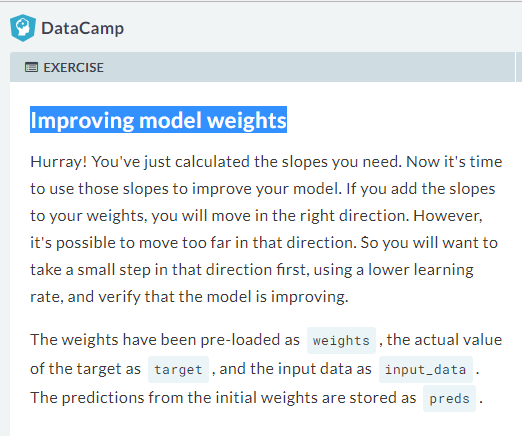 DataCamp
EXERCISE
Improving model weights
Hurray! You've just calculated the slopes you need. Now it's time
to use those slopes to improve your model. If you add the slopes
to your weights, you will move in the right direction. However,
it's possible to move too far in that direction. So you will want to
take a small step in that direction first, using a lower learning
rate, and verify that the model is improving.
The weights have been pre-loaded as weights , the actual value
of the target as target , and the input data as input_data .
The predictions from the initial weights are stored as preds .